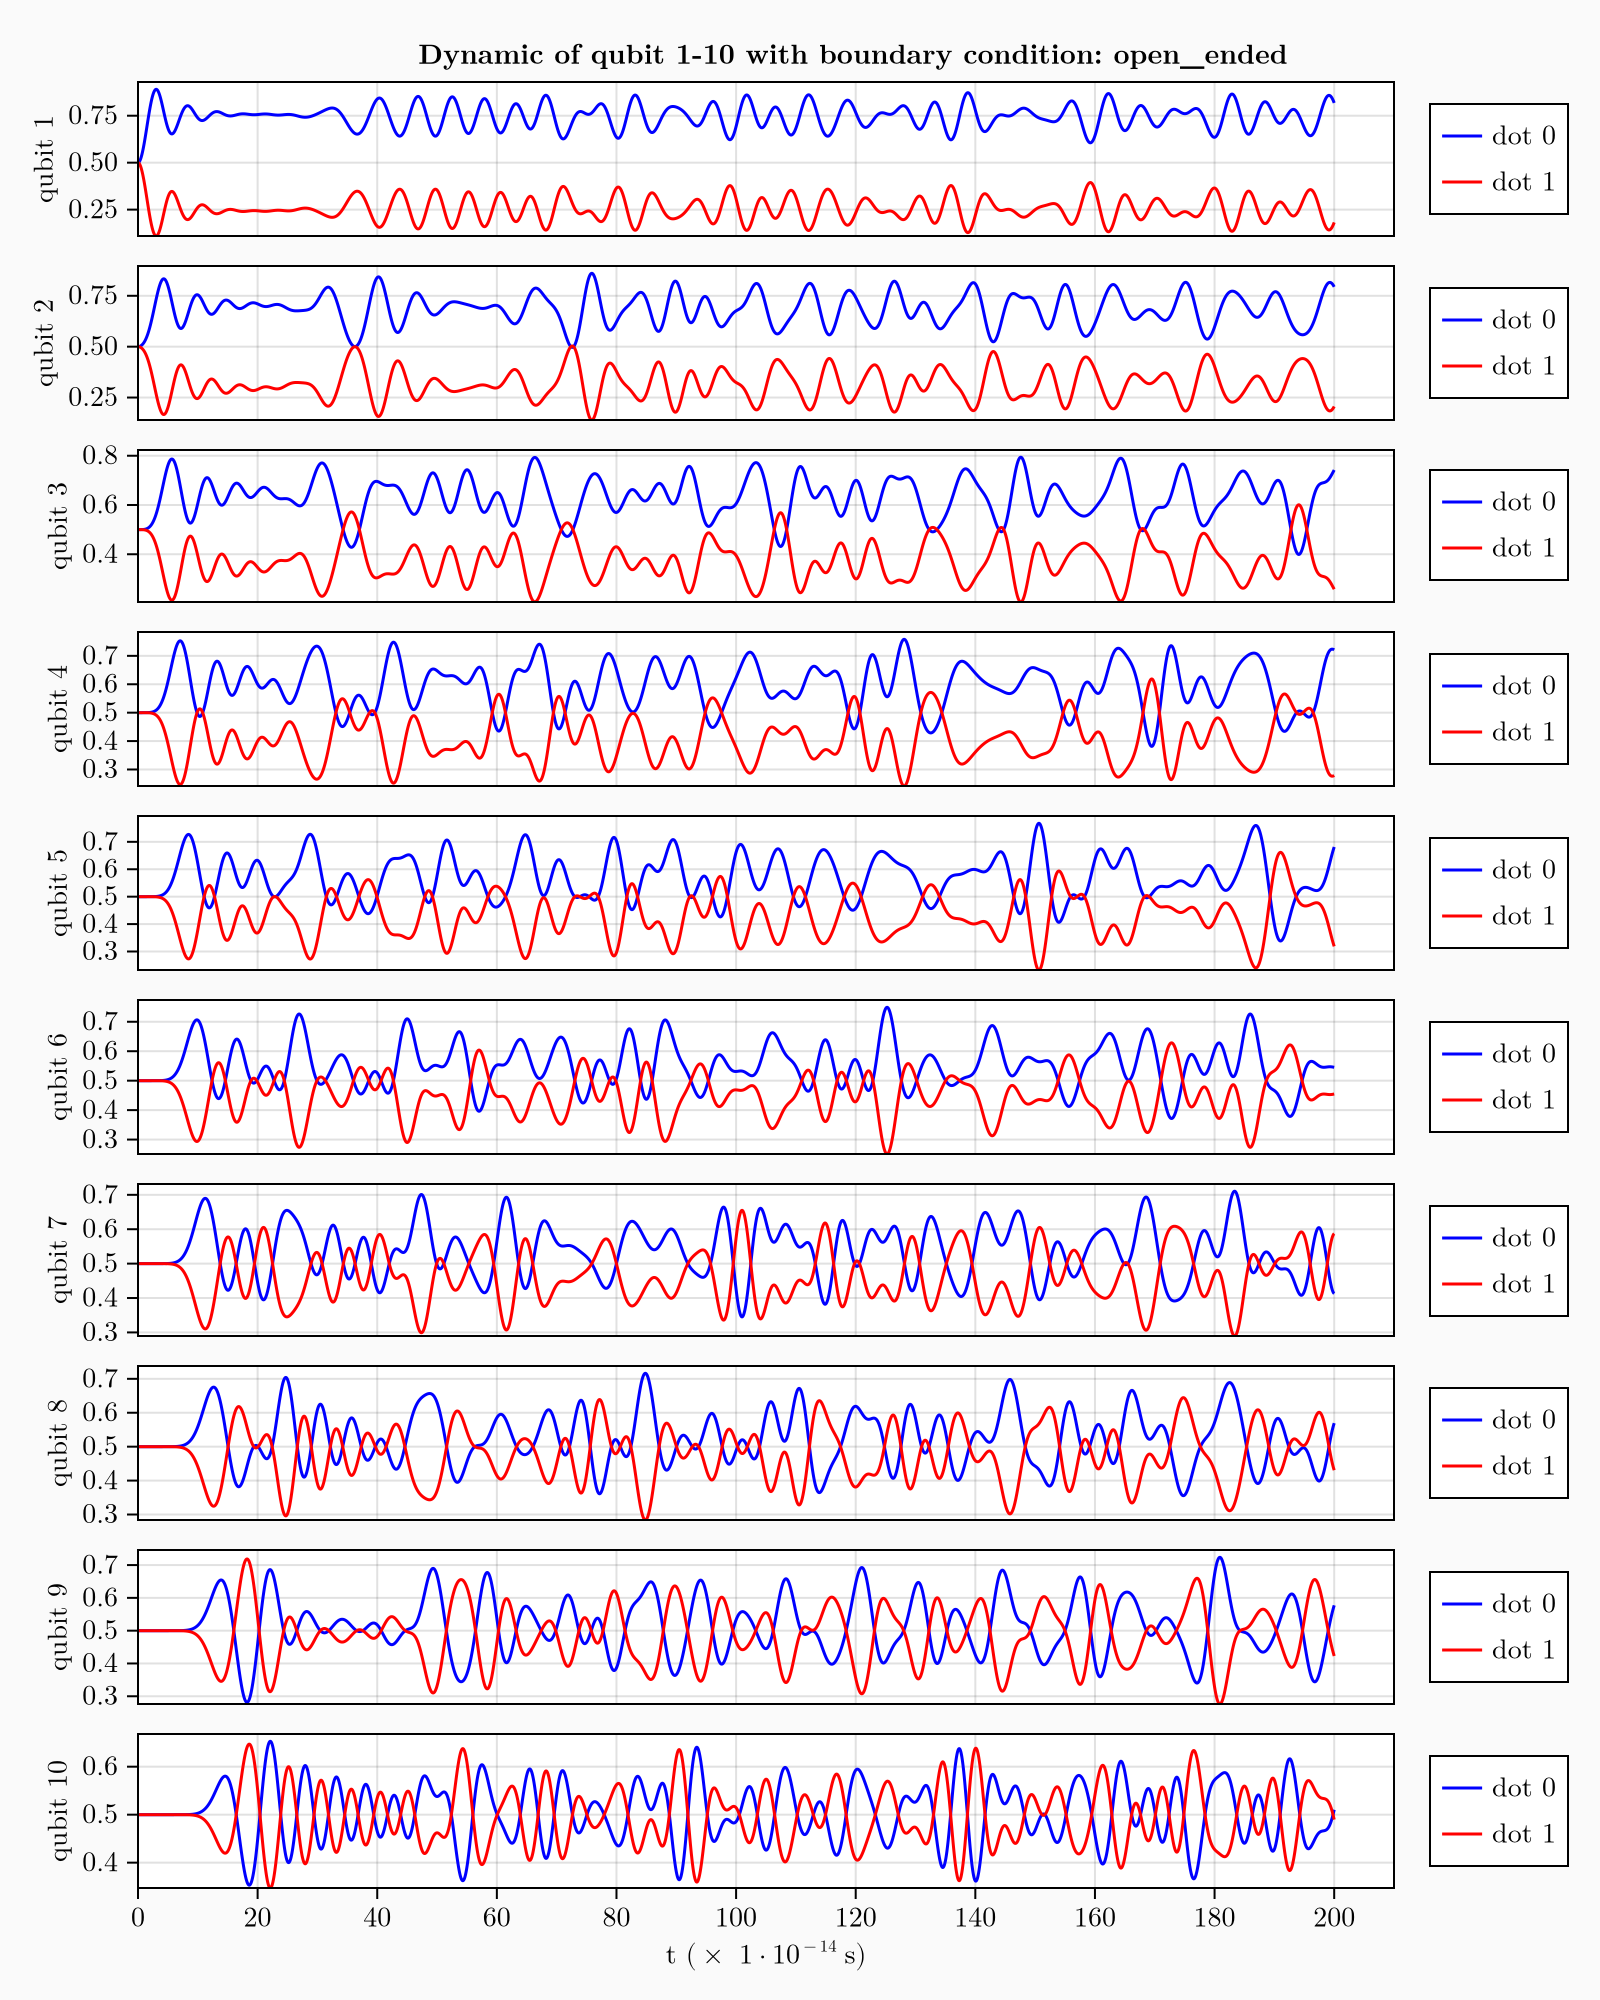 Dynamic of qubit 1-10 with boundary condition: open_ended
qubit 1
0.75
0.50
0.25
dot 0
dot 1
qubit 2
0.75
0.50
0.25
dot 0
dot 1
qubit 3
0.8
0.6
0.4
dot 0
dot 1
qubit 4
0.7
0.6
0.5
0.4
0.3
dot 0
dot 1
qubit 5
0.7
0.6
0.5
0.4
0.3
dot 0
dot 1
qubit 6
0.7
0.6
0.5
0.4
0.3
dot 0
dot 1
qubit 7
0.7
0.6
0.5
0.4
0.3
dot 0
dot 1
qubit 8
0.7
0.6
0.5
0.4
0.3
dot 0
dot 1
qubit 9
0.7
0.6
0.5
0.4
0.3
dot 0
dot 1
qubit 10
0.6
0.5
0.4
dot 0
dot 1
0 20 40 60 80 100 120 140 160 180 200
t ( × 1 · 10⁻¹⁴ s)